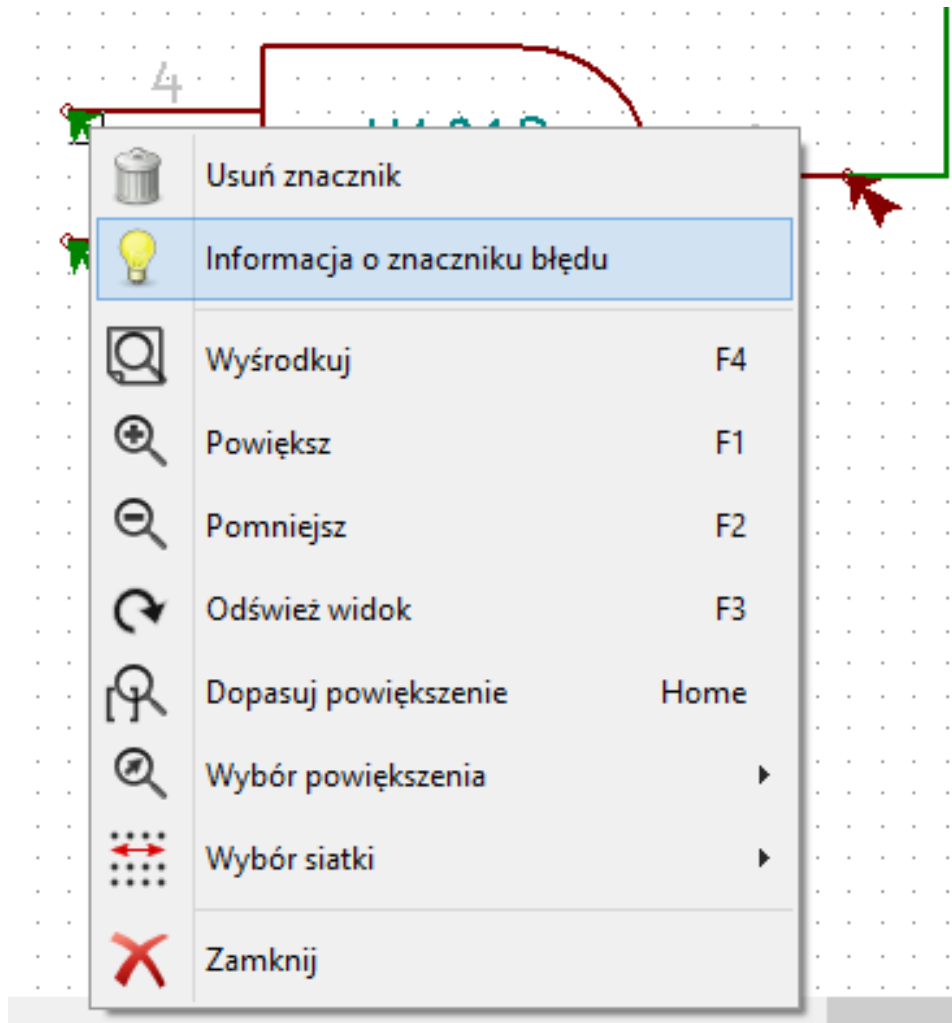 4
Usuń znacznik
Informacja o znaczniku błędu
Wyśrodkuj F4
Powiększ F1
Pomniejsz F2
Odśwież widok F3
Dopasuj powiększenie Home
Wybór powiększenia
Wybór siatki
Zamknij